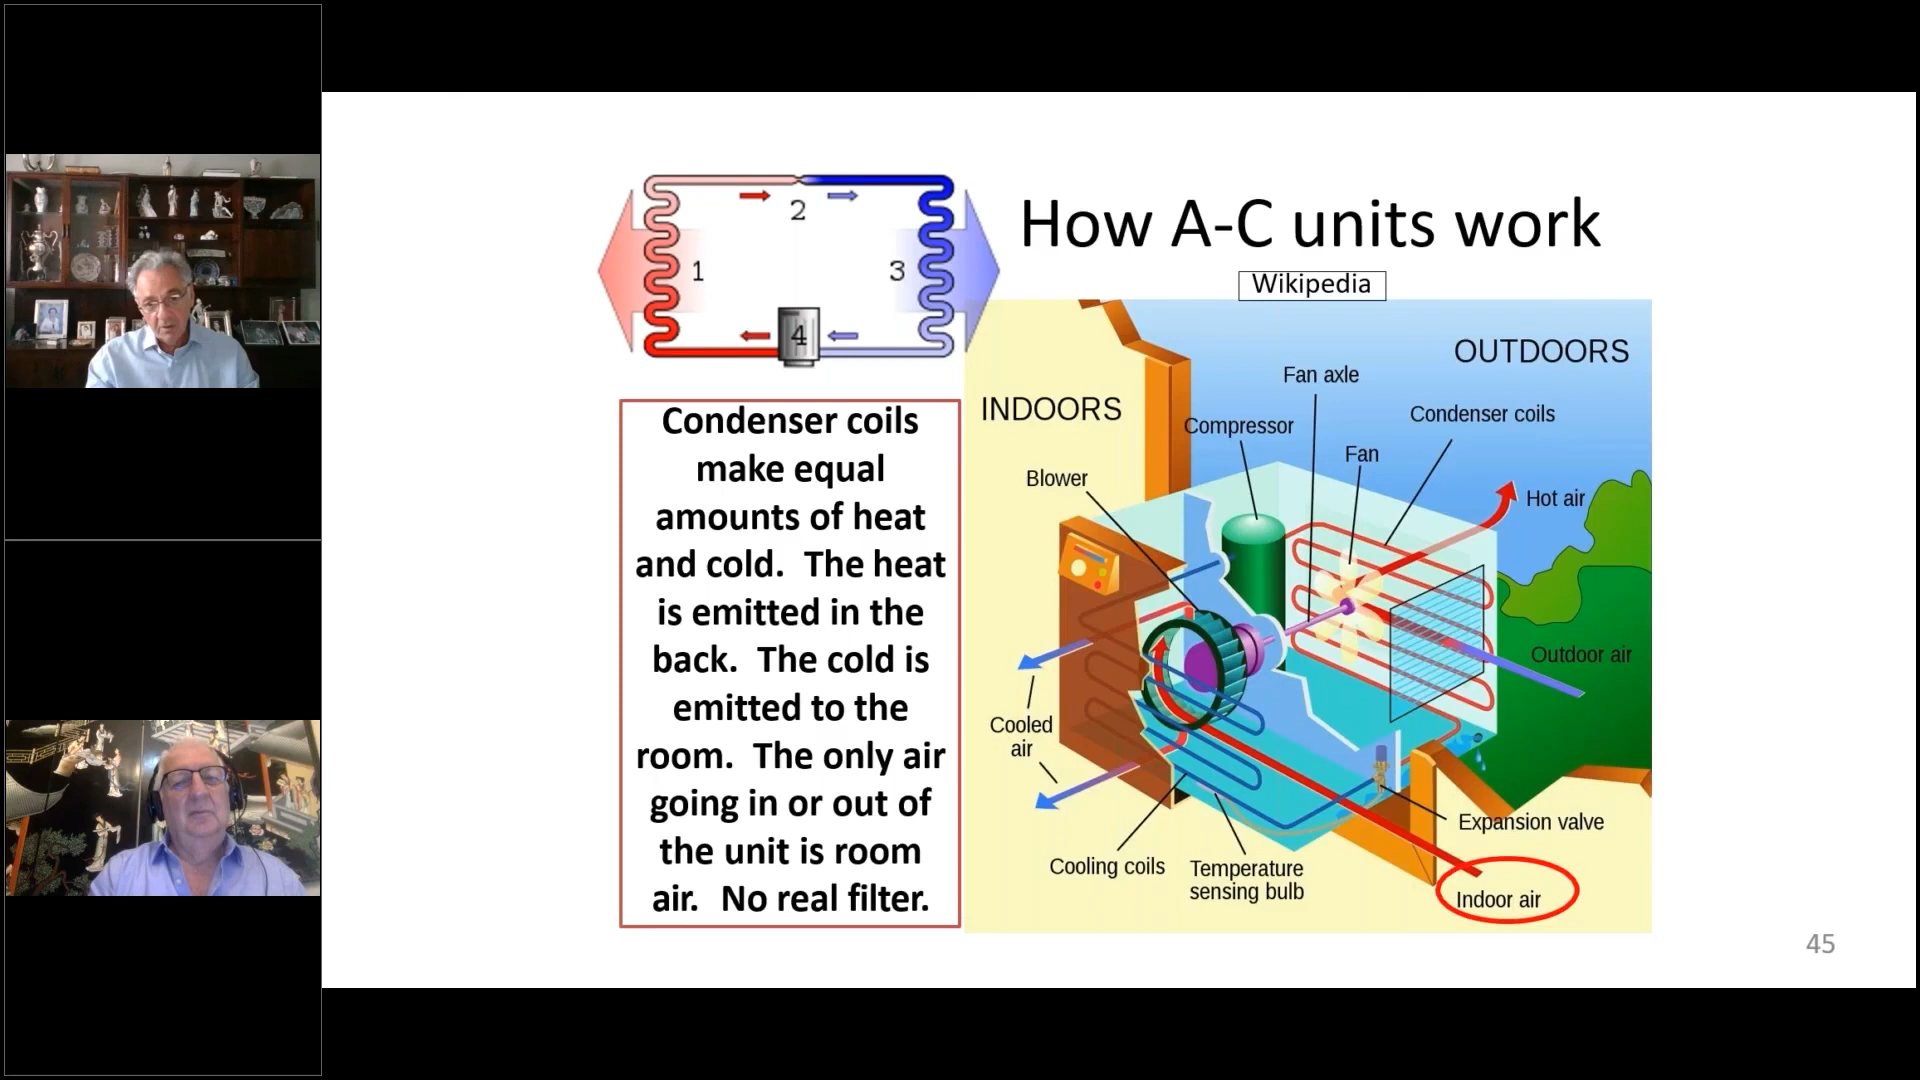 How A-C units work
Wikipedia
1
2
3
4
Condenser coils
make equal
amounts of heat
and cold. The heat
is emitted in the
back. The cold is
emitted to the
room. The only air
going in or out of
the unit is room
air. No real filter.
INDOORS
OUTDOORS
Fan axle
Compressor
Condenser coils
Fan
Blower
Hot air
Outdoor air
Cooled
air
Expansion valve
Cooling coils
Temperature
sensing bulb
Indoor air
45